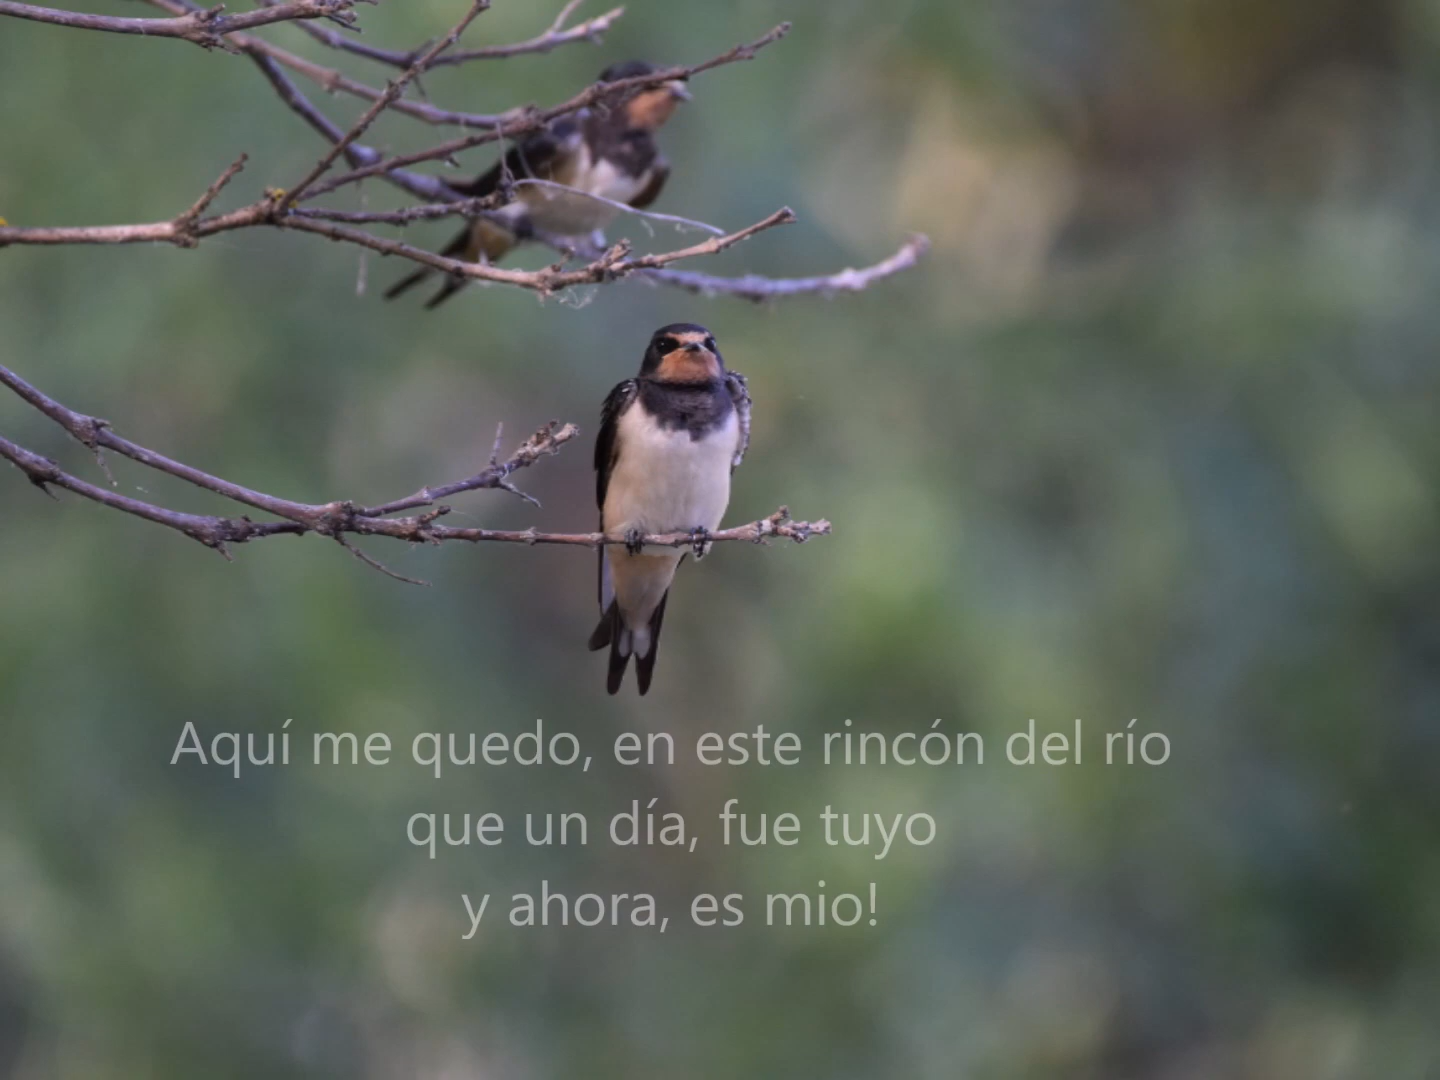 Aquí me quedo, en este rincón del río
que un día, fue tuyo
y ahora, es mio!